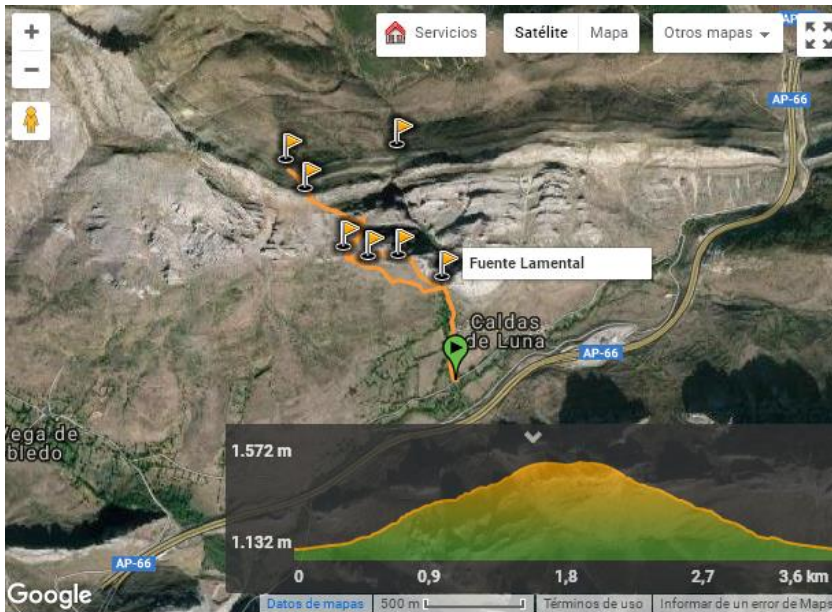 +
−
Servicios
Satélite
Mapa
Otros mapas
AP-66
Fuente Lamental
Caldas
de Luna
AP-66
Vega de
bledo
1.572 m
1.132 m
AP-66
0
0,9
1,8
2,7
3,6 km
Google
Datos de mapas
500 m
Términos de uso
Informar de un error de Maps